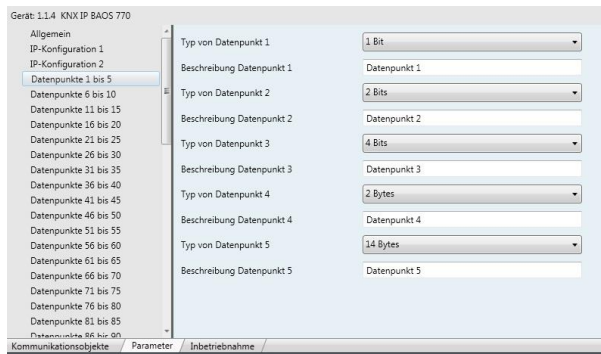 Gerät: 1.1.4 KNX IP BAOS 770
Allgemein
IP-Konfiguration 1
IP-Konfiguration 2
Datenpunkte 1 bis 5
Datenpunkte 6 bis 10
Datenpunkte 11 bis 15
Datenpunkte 16 bis 20
Datenpunkte 21 bis 25
Datenpunkte 26 bis 30
Datenpunkte 31 bis 35
Datenpunkte 36 bis 40
Datenpunkte 41 bis 45
Datenpunkte 46 bis 50
Datenpunkte 51 bis 55
Datenpunkte 56 bis 60
Datenpunkte 61 bis 65
Datenpunkte 66 bis 70
Datenpunkte 71 bis 75
Datenpunkte 76 bis 80
Datenpunkte 81 bis 85
Datenpunkte 86 bis 90
Typ von Datenpunkt 1 1 Bit
Beschreibung Datenpunkt 1 Datenpunkt 1
Typ von Datenpunkt 2 2 Bits
Beschreibung Datenpunkt 2 Datenpunkt 2
Typ von Datenpunkt 3 4 Bits
Beschreibung Datenpunkt 3 Datenpunkt 3
Typ von Datenpunkt 4 2 Bytes
Beschreibung Datenpunkt 4 Datenpunkt 4
Typ von Datenpunkt 5 14 Bytes
Beschreibung Datenpunkt 5 Datenpunkt 5
Kommunikationsobjekte Parameter Inbetriebnahme